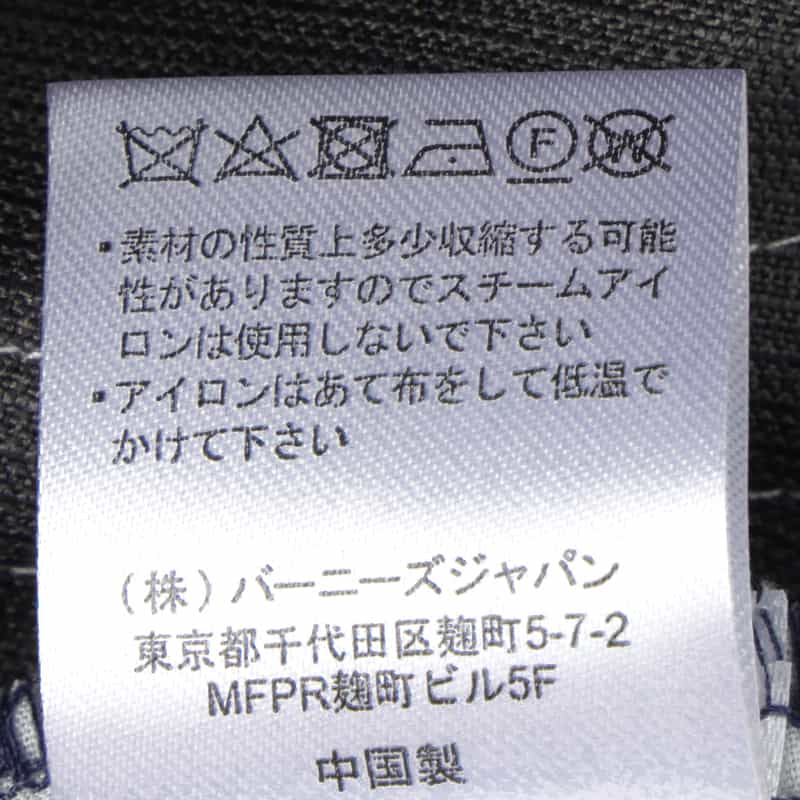 F W
・素材の性質上多少収縮する可能
性がありますのでスチームアイ
ロンは使用しないで下さい
・アイロンはあて布をして低温で
かけて下さい
(株)バーニーズジャパン
東京都千代田区麹町5-7-2
MFPR麹町ビル5F
中国製